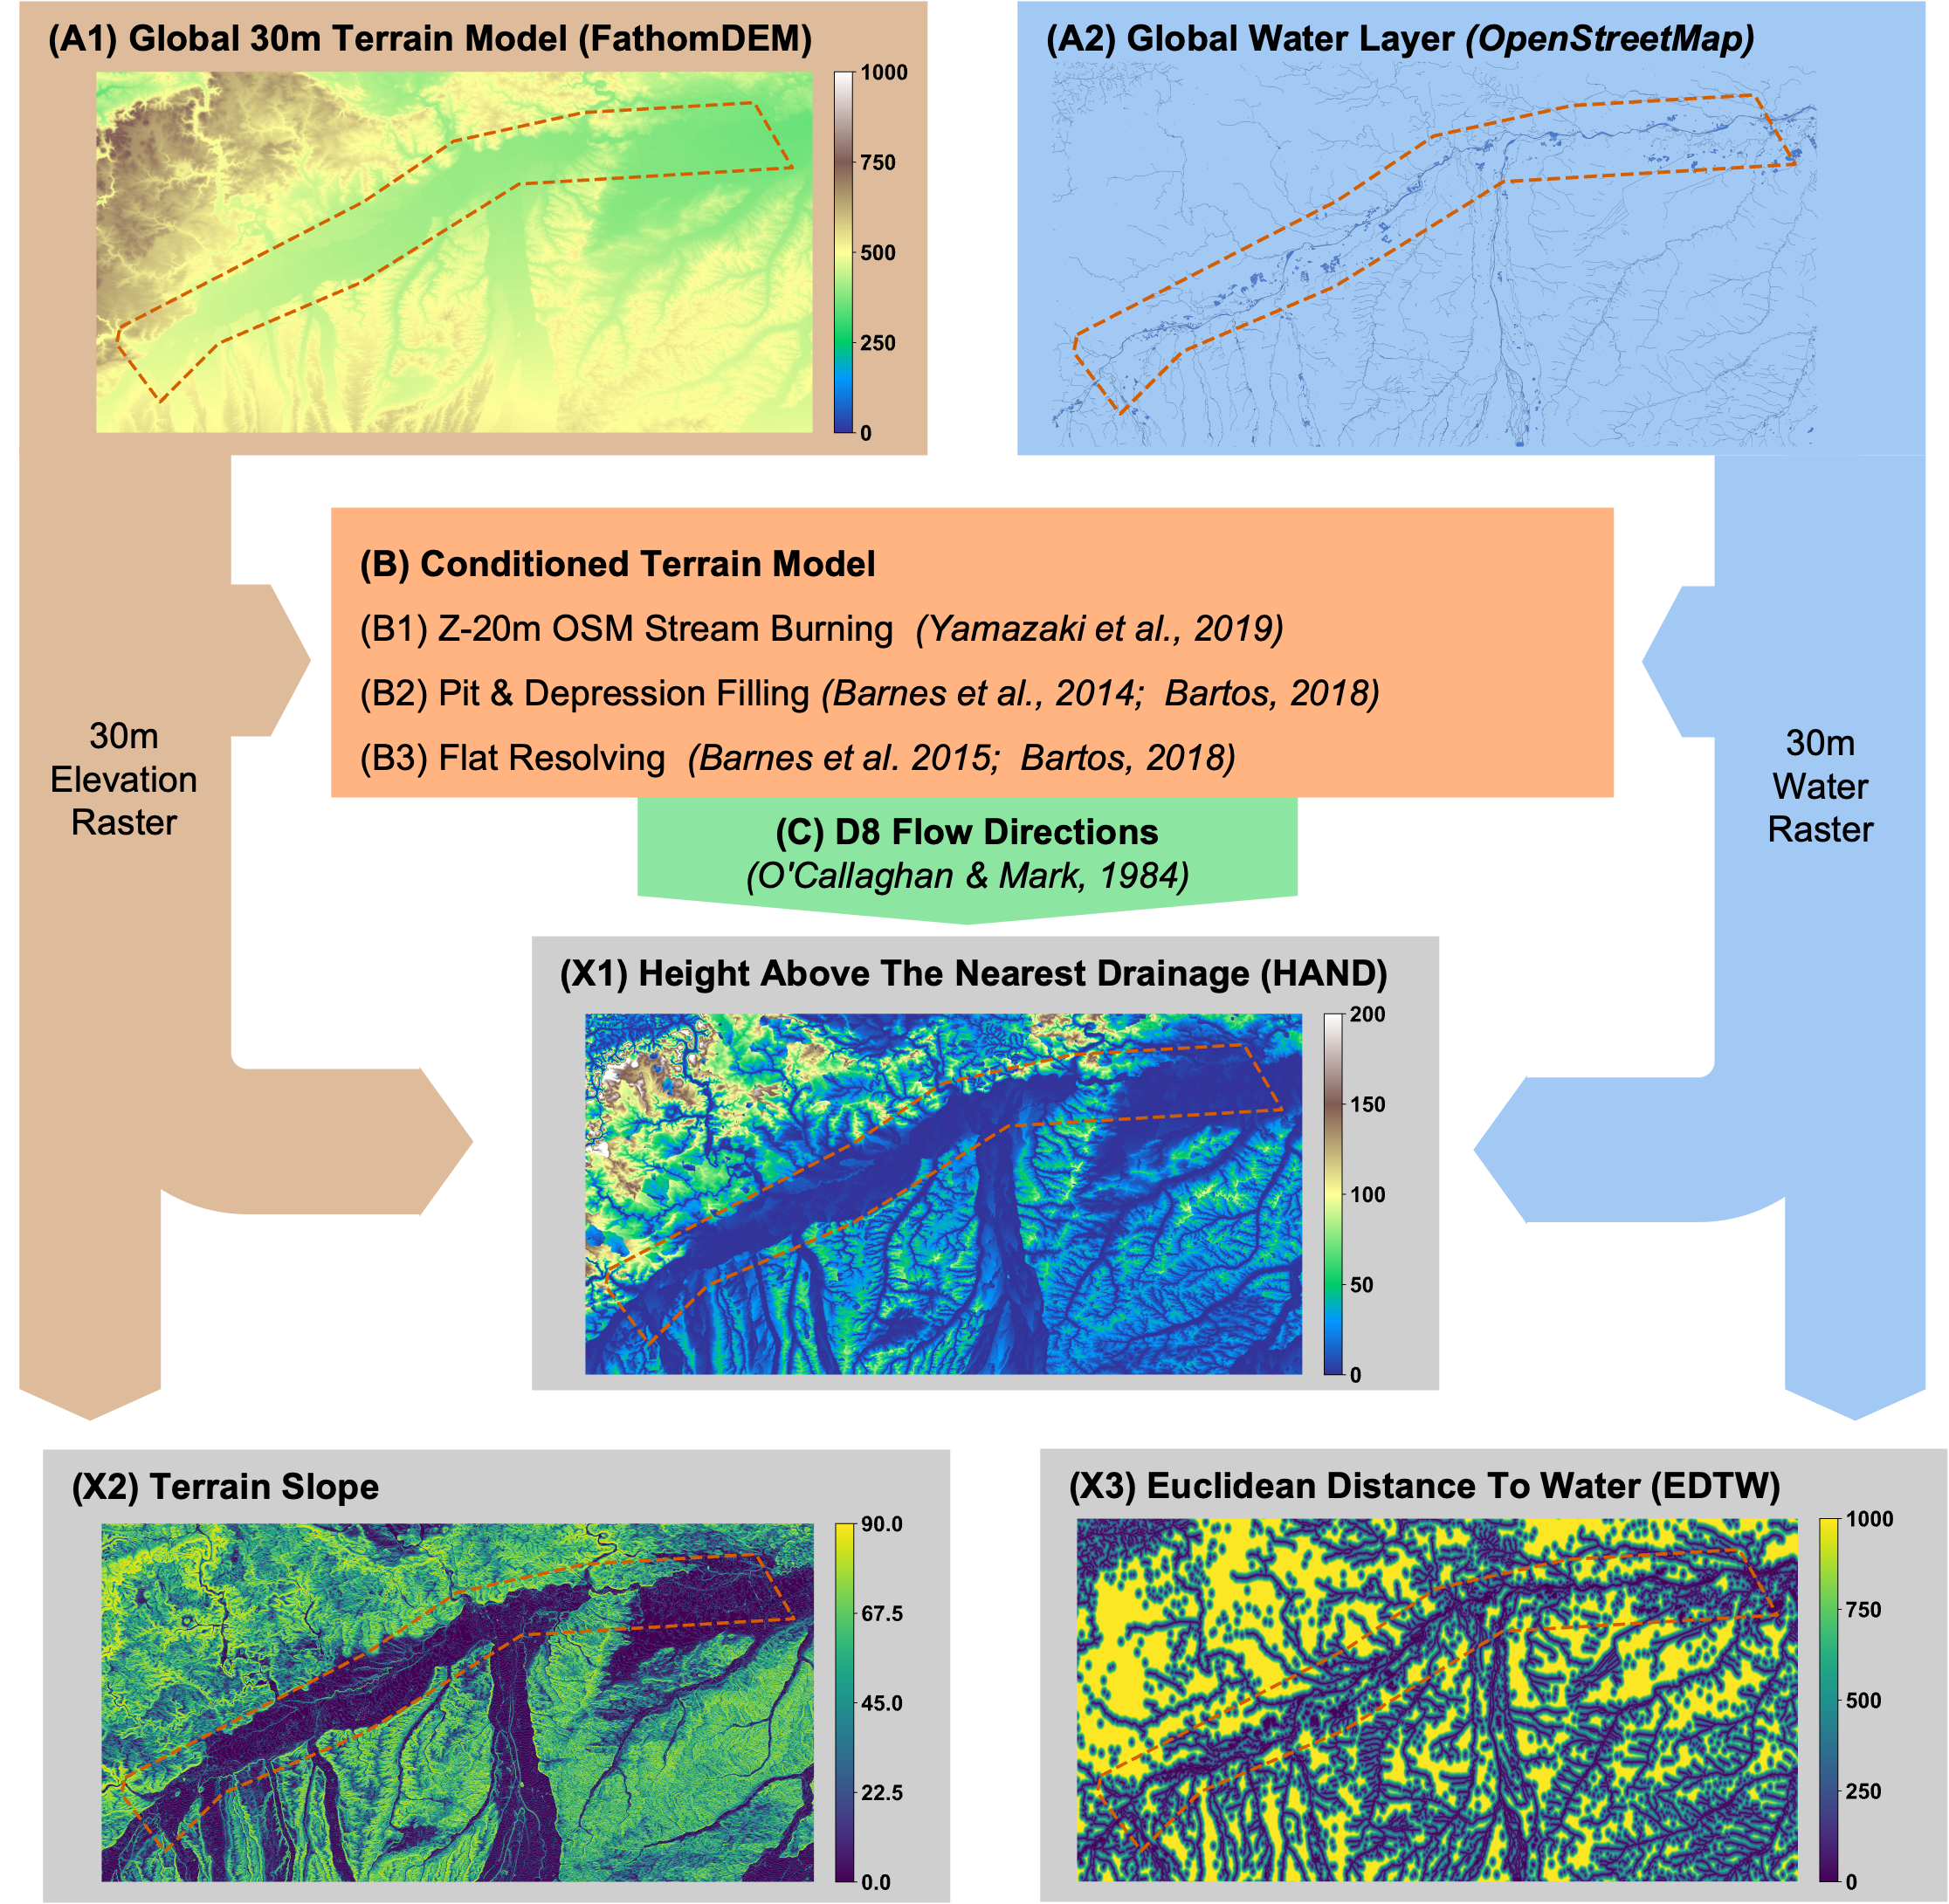 (A1) Global 30m Terrain Model (FathomDEM)
1000
750
500
250
0
(A2) Global Water Layer (OpenStreetMap)
(B) Conditioned Terrain Model
(B1) Z-20m OSM Stream Burning (Yamazaki et al., 2019)
(B2) Pit & Depression Filling (Barnes et al., 2014; Bartos, 2018)
(B3) Flat Resolving (Barnes et al. 2015; Bartos, 2018)
30m
Elevation
Raster
30m
Water
Raster
(C) D8 Flow Directions
(O'Callaghan & Mark, 1984)
(X1) Height Above The Nearest Drainage (HAND)
200
150
100
50
0
(X2) Terrain Slope
90.0
67.5
45.0
22.5
0.0
(X3) Euclidean Distance To Water (EDTW)
1000
750
500
250
0